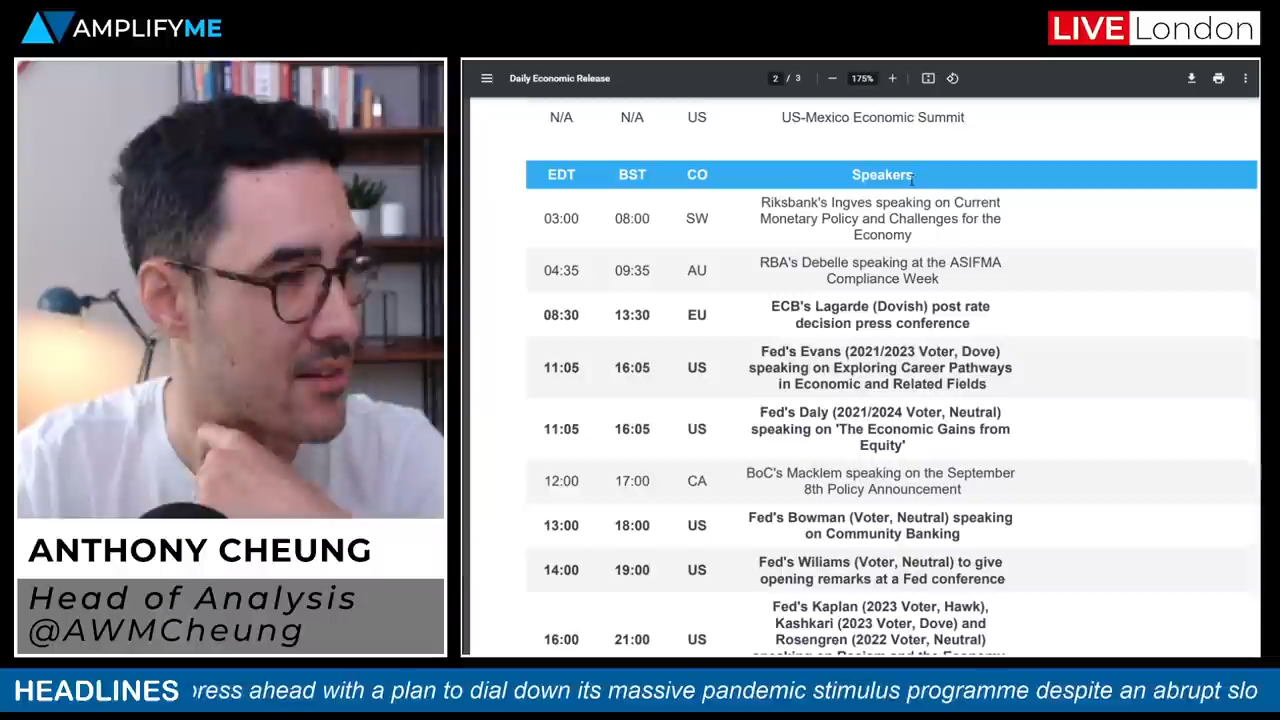 AMPLIFYME
LIVE London
Daily Economic Release
2 / 3
175%
N/A N/A US US-Mexico Economic Summit
EDT BST CO Speakers
03:00 08:00 SW Riksbank's Ingves speaking on Current
Monetary Policy and Challenges for the
Economy
04:35 09:35 AU RBA's Debelle speaking at the ASIFMA
Compliance Week
08:30 13:30 EU ECB's Lagarde (Dovish) post rate
decision press conference
11:05 16:05 US Fed's Evans (2021/2023 Voter, Dove)
speaking on Exploring Career Pathways
in Economic and Related Fields
11:05 16:05 US Fed's Daly (2021/2024 Voter, Neutral)
speaking on 'The Economic Gains from
Equity'
12:00 17:00 CA BoC's Macklem speaking on the September
8th Policy Announcement
13:00 18:00 US Fed's Bowman (Voter, Neutral) speaking
on Community Banking
14:00 19:00 US Fed's Wiliams (Voter, Neutral) to give
opening remarks at a Fed conference
16:00 21:00 US Fed's Kaplan (2023 Voter, Hawk),
Kashkari (2023 Voter, Dove) and
Rosengren (2022 Voter, Neutral)
speaking on Racism and the Economy
ANTHONY CHEUNG
Head of Analysis
@AWMCheung
HEADLINES ress ahead with a plan to dial down its massive pandemic stimulus programme despite an abrupt slo